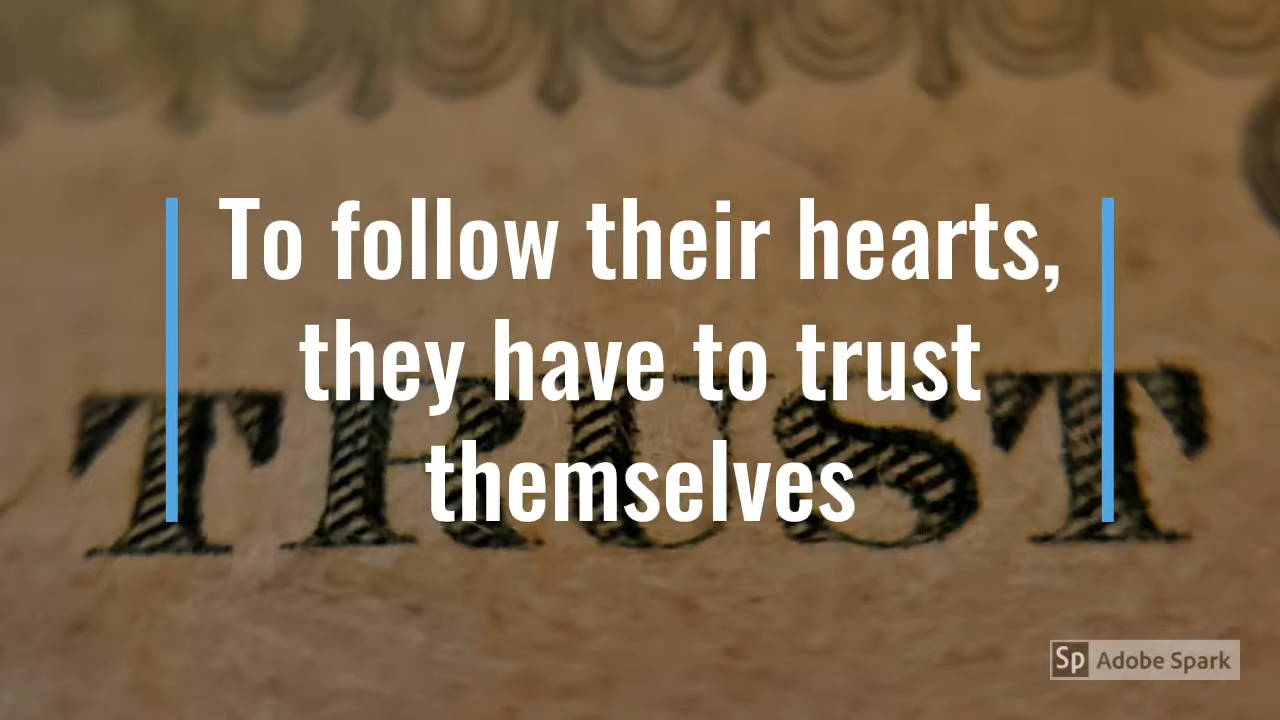 To follow their hearts,
they have to trust
themselves
TRUST
Sp Adobe Spark